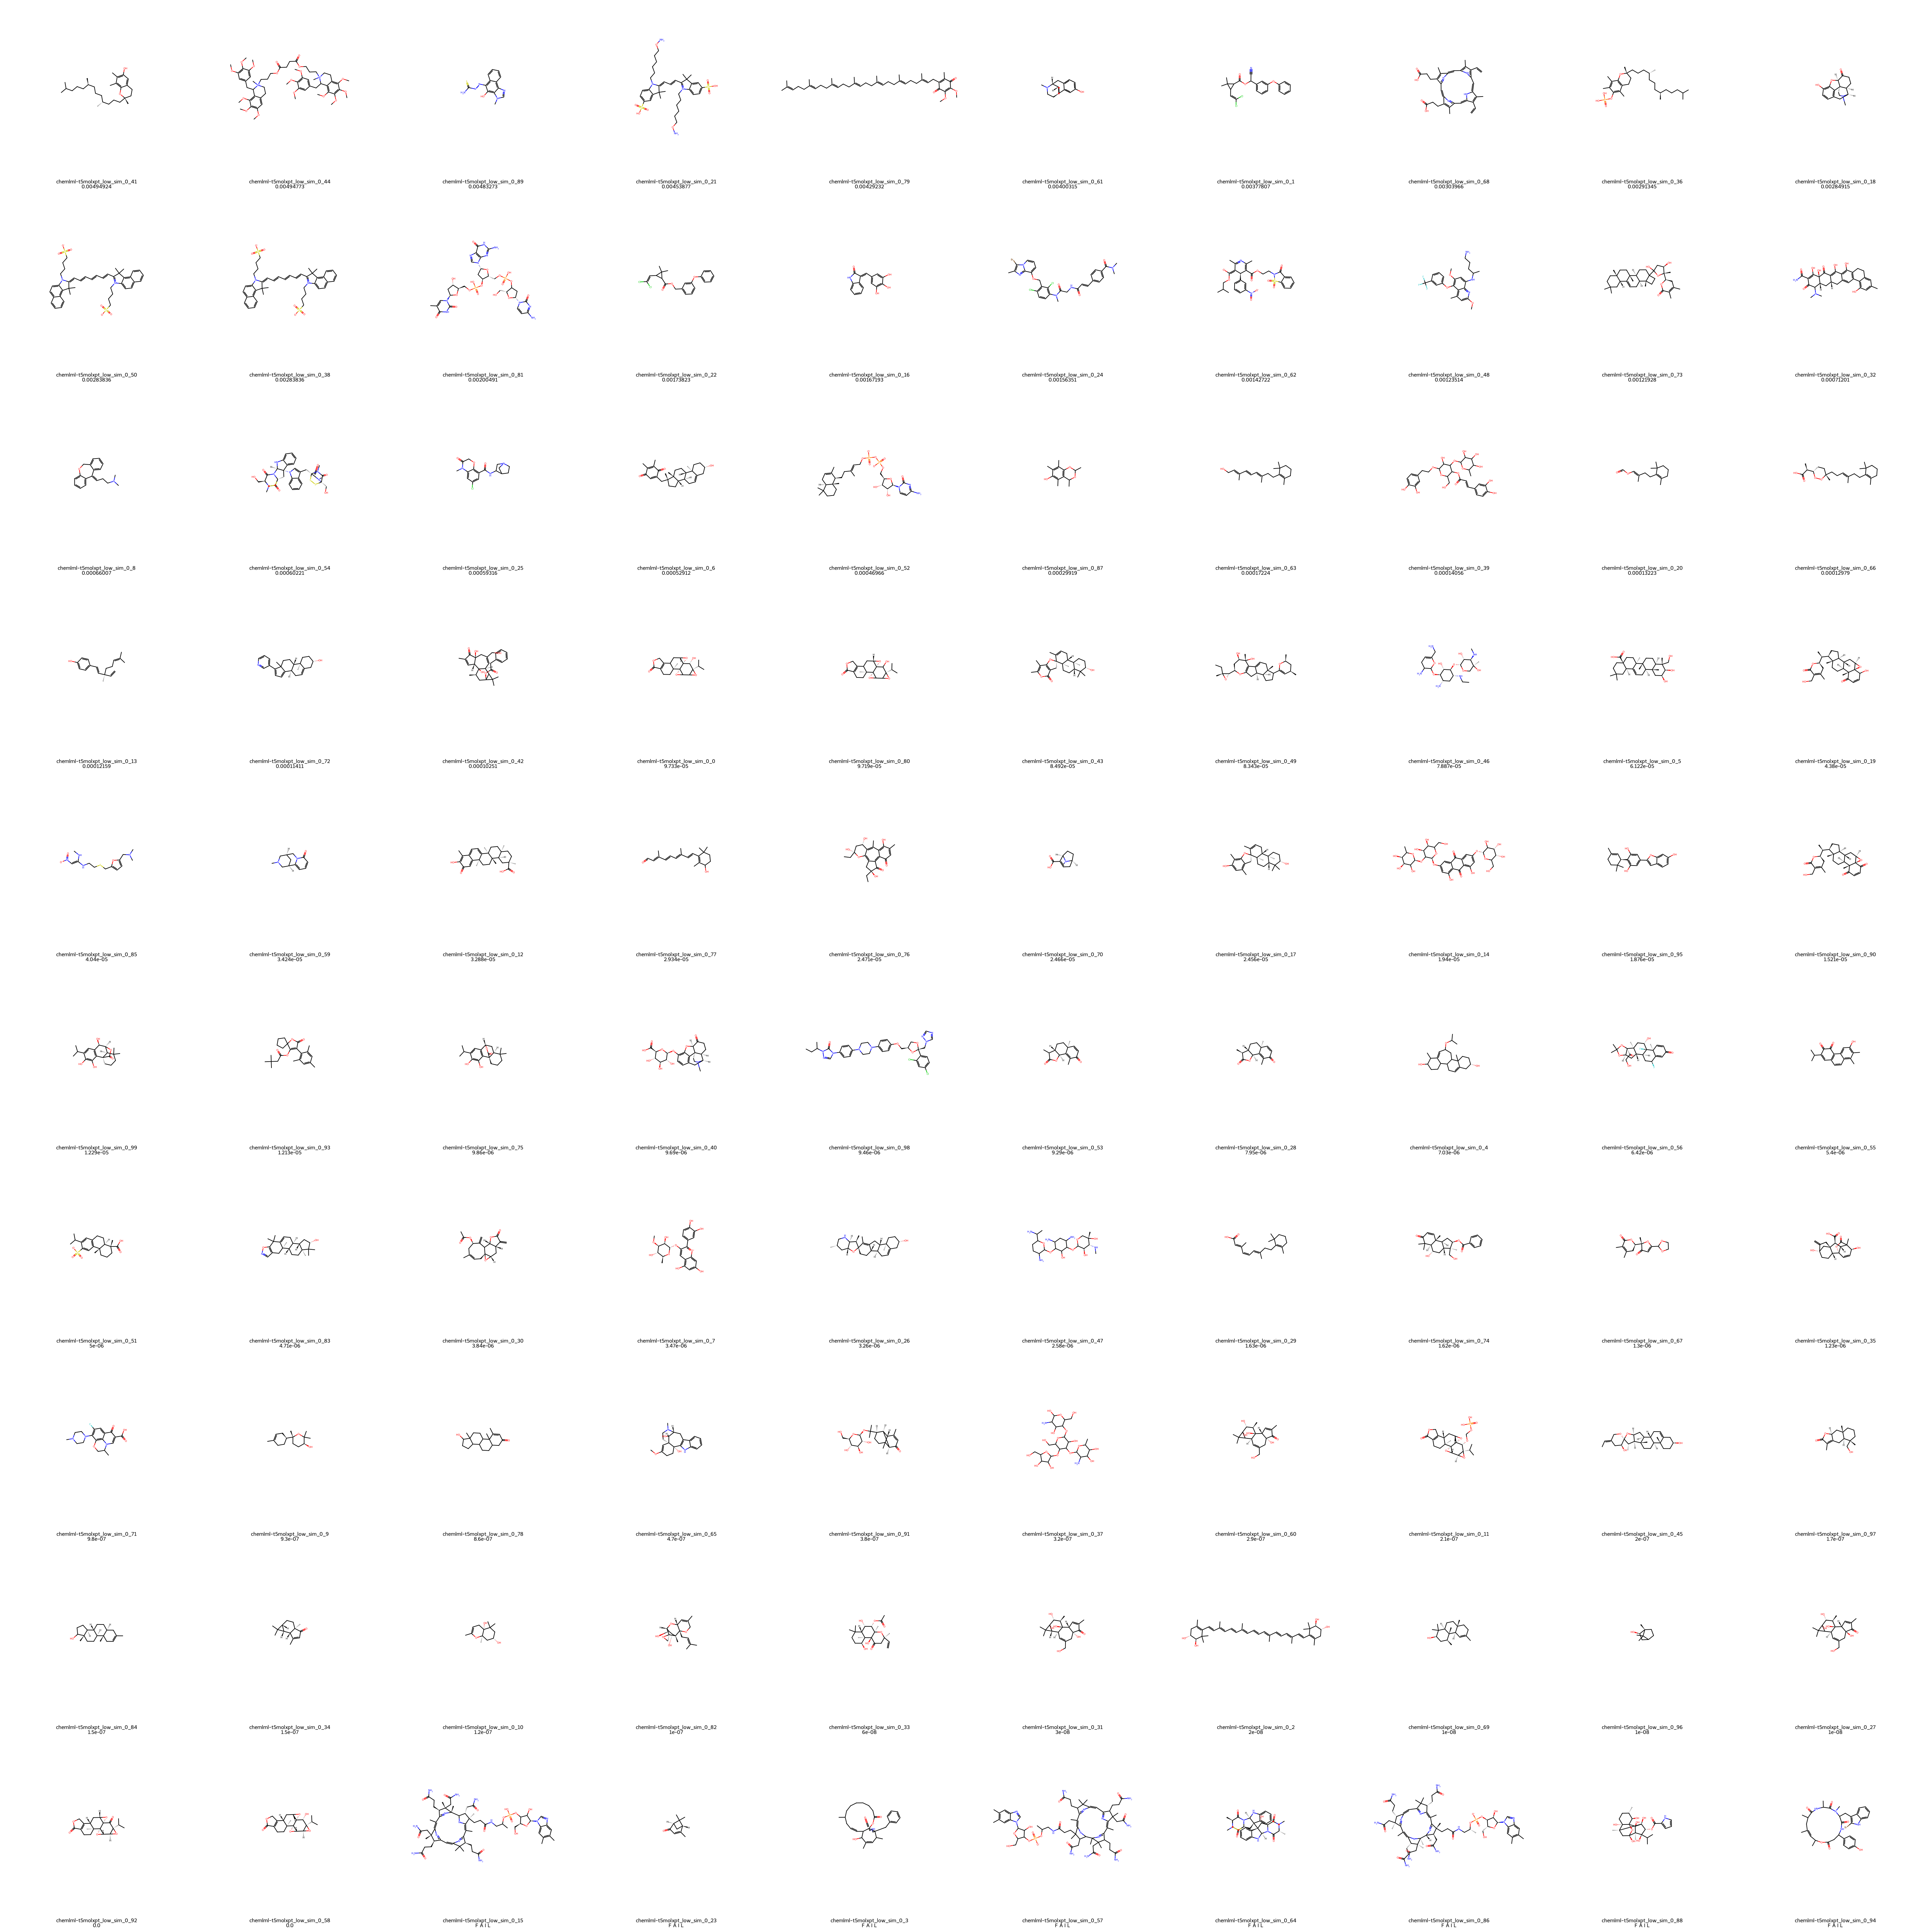 chemlml-t5molxpt_low_sim_0_41 chemlml-t5molxpt_low_sim_0_44 chemlml-t5molxpt_low_sim_0_89 chemlml-t5molxpt_low_sim_0_21 chemlml-t5molxpt_low_sim_0_79 chemlml-t5molxpt_low_sim_0_61 chemlml-t5molxpt_low_sim_0_1 chemlml-t5molxpt_low_sim_0_68 chemlml-t5molxpt_low_sim_0_36 chemlml-t5molxpt_low_sim_0_18
0.00494924 0.00494773 0.00483273 0.00453877 0.00429232 0.00400315 0.00377807 0.00303966 0.00291345 0.00284915
chemlml-t5molxpt_low_sim_0_50 chemlml-t5molxpt_low_sim_0_38 chemlml-t5molxpt_low_sim_0_81 chemlml-t5molxpt_low_sim_0_22 chemlml-t5molxpt_low_sim_0_16 chemlml-t5molxpt_low_sim_0_24 chemlml-t5molxpt_low_sim_0_62 chemlml-t5molxpt_low_sim_0_48 chemlml-t5molxpt_low_sim_0_73 chemlml-t5molxpt_low_sim_0_32
0.00283836 0.00283836 0.00200491 0.00173823 0.00167193 0.00156351 0.00142722 0.00123514 0.00121928 0.00071201
chemlml-t5molxpt_low_sim_0_8 chemlml-t5molxpt_low_sim_0_54 chemlml-t5molxpt_low_sim_0_25 chemlml-t5molxpt_low_sim_0_6 chemlml-t5molxpt_low_sim_0_52 chemlml-t5molxpt_low_sim_0_87 chemlml-t5molxpt_low_sim_0_63 chemlml-t5molxpt_low_sim_0_39 chemlml-t5molxpt_low_sim_0_20 chemlml-t5molxpt_low_sim_0_66
0.00066007 0.00060221 0.00059316 0.00052912 0.00046966 0.00029919 0.00017224 0.00014056 0.00013223 0.00012979
chemlml-t5molxpt_low_sim_0_13 chemlml-t5molxpt_low_sim_0_72 chemlml-t5molxpt_low_sim_0_42 chemlml-t5molxpt_low_sim_0_0 chemlml-t5molxpt_low_sim_0_80 chemlml-t5molxpt_low_sim_0_43 chemlml-t5molxpt_low_sim_0_49 chemlml-t5molxpt_low_sim_0_46 chemlml-t5molxpt_low_sim_0_5 chemlml-t5molxpt_low_sim_0_19
0.00012159 0.00011411 0.00010251 9.733e-05 9.719e-05 8.492e-05 8.343e-05 7.887e-05 6.122e-05 4.38e-05
chemlml-t5molxpt_low_sim_0_85 chemlml-t5molxpt_low_sim_0_59 chemlml-t5molxpt_low_sim_0_12 chemlml-t5molxpt_low_sim_0_77 chemlml-t5molxpt_low_sim_0_76 chemlml-t5molxpt_low_sim_0_70 chemlml-t5molxpt_low_sim_0_17 chemlml-t5molxpt_low_sim_0_14 chemlml-t5molxpt_low_sim_0_95 chemlml-t5molxpt_low_sim_0_90
4.04e-05 3.424e-05 3.288e-05 2.934e-05 2.471e-05 2.466e-05 2.456e-05 1.94e-05 1.876e-05 1.521e-05
chemlml-t5molxpt_low_sim_0_99 chemlml-t5molxpt_low_sim_0_93 chemlml-t5molxpt_low_sim_0_75 chemlml-t5molxpt_low_sim_0_40 chemlml-t5molxpt_low_sim_0_98 chemlml-t5molxpt_low_sim_0_53 chemlml-t5molxpt_low_sim_0_28 chemlml-t5molxpt_low_sim_0_4 chemlml-t5molxpt_low_sim_0_56 chemlml-t5molxpt_low_sim_0_55
1.229e-05 1.213e-05 9.86e-06 9.69e-06 9.46e-06 9.29e-06 7.95e-06 7.03e-06 6.42e-06 5.4e-06
chemlml-t5molxpt_low_sim_0_51 chemlml-t5molxpt_low_sim_0_83 chemlml-t5molxpt_low_sim_0_30 chemlml-t5molxpt_low_sim_0_7 chemlml-t5molxpt_low_sim_0_26 chemlml-t5molxpt_low_sim_0_47 chemlml-t5molxpt_low_sim_0_29 chemlml-t5molxpt_low_sim_0_74 chemlml-t5molxpt_low_sim_0_67 chemlml-t5molxpt_low_sim_0_35
5e-06 4.71e-06 3.84e-06 3.47e-06 3.26e-06 2.58e-06 1.63e-06 1.62e-06 1.3e-06 1.23e-06
chemlml-t5molxpt_low_sim_0_71 chemlml-t5molxpt_low_sim_0_9 chemlml-t5molxpt_low_sim_0_78 chemlml-t5molxpt_low_sim_0_65 chemlml-t5molxpt_low_sim_0_91 chemlml-t5molxpt_low_sim_0_37 chemlml-t5molxpt_low_sim_0_60 chemlml-t5molxpt_low_sim_0_11 chemlml-t5molxpt_low_sim_0_45 chemlml-t5molxpt_low_sim_0_97
9.8e-07 9.3e-07 8.6e-07 4.7e-07 3.8e-07 3.2e-07 2.9e-07 2.1e-07 2e-07 1.7e-07
chemlml-t5molxpt_low_sim_0_84 chemlml-t5molxpt_low_sim_0_34 chemlml-t5molxpt_low_sim_0_10 chemlml-t5molxpt_low_sim_0_82 chemlml-t5molxpt_low_sim_0_33 chemlml-t5molxpt_low_sim_0_31 chemlml-t5molxpt_low_sim_0_2 chemlml-t5molxpt_low_sim_0_69 chemlml-t5molxpt_low_sim_0_96 chemlml-t5molxpt_low_sim_0_27
1.5e-07 1.5e-07 1.2e-07 1e-07 6e-08 3e-08 2e-08 1e-08 1e-08 1e-08
chemlml-t5molxpt_low_sim_0_92 chemlml-t5molxpt_low_sim_0_58 chemlml-t5molxpt_low_sim_0_15 chemlml-t5molxpt_low_sim_0_23 chemlml-t5molxpt_low_sim_0_3 chemlml-t5molxpt_low_sim_0_57 chemlml-t5molxpt_low_sim_0_64 chemlml-t5molxpt_low_sim_0_86 chemlml-t5molxpt_low_sim_0_88 chemlml-t5molxpt_low_sim_0_94
0.0 0.0 F A I L F A I L F A I L F A I L F A I L F A I L F A I L F A I L